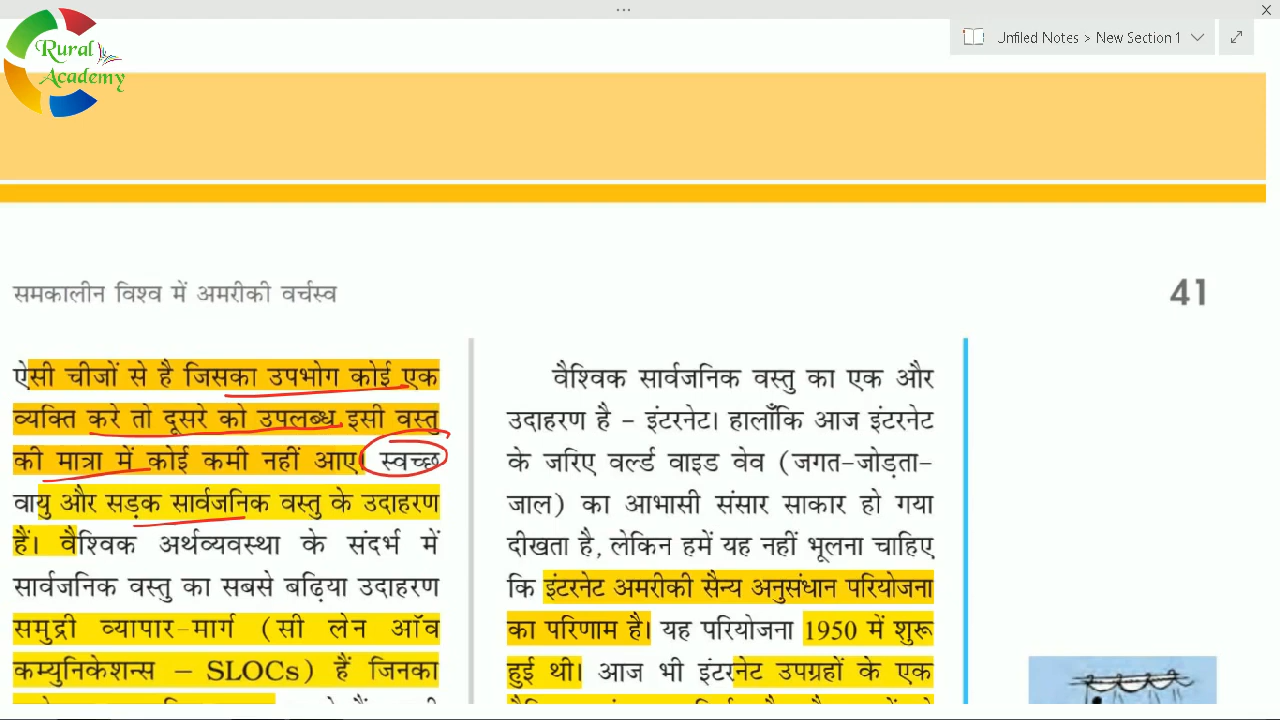 Rural
Academy
Unfiled Notes > New Section 1
समकालीन विश्व में अमरीकी वर्चस्व
41
ऐसी चीजों से है जिसका उपभोग कोई एक
व्यक्ति करे तो दूसरे को उपलब्ध इसी वस्तु
की मात्रा में कोई कमी नहीं आए। स्वच्छ
वायु और सड़क सार्वजनिक वस्तु के उदाहरण
हैं। वैश्विक अर्थव्यवस्था के संदर्भ में
सार्वजनिक वस्तु का सबसे बढ़िया उदाहरण
समुद्री व्यापार-मार्ग (सी लेन ऑव
कम्युनिकेशन्स – SLOCs) हैं जिनका
वैश्विक सार्वजनिक वस्तु का एक और
उदाहरण है – इंटरनेट। हालाँकि आज इंटरनेट
के जरिए वर्ल्ड वाइड वेव (जगत-जोड़ता-
जाल) का आभासी संसार साकार हो गया
दीखता है, लेकिन हमें यह नहीं भूलना चाहिए
कि इंटरनेट अमरीकी सैन्य अनुसंधान परियोजना
का परिणाम है। यह परियोजना 1950 में शुरू
हुई थी। आज भी इंटरनेट उपग्रहों के एक